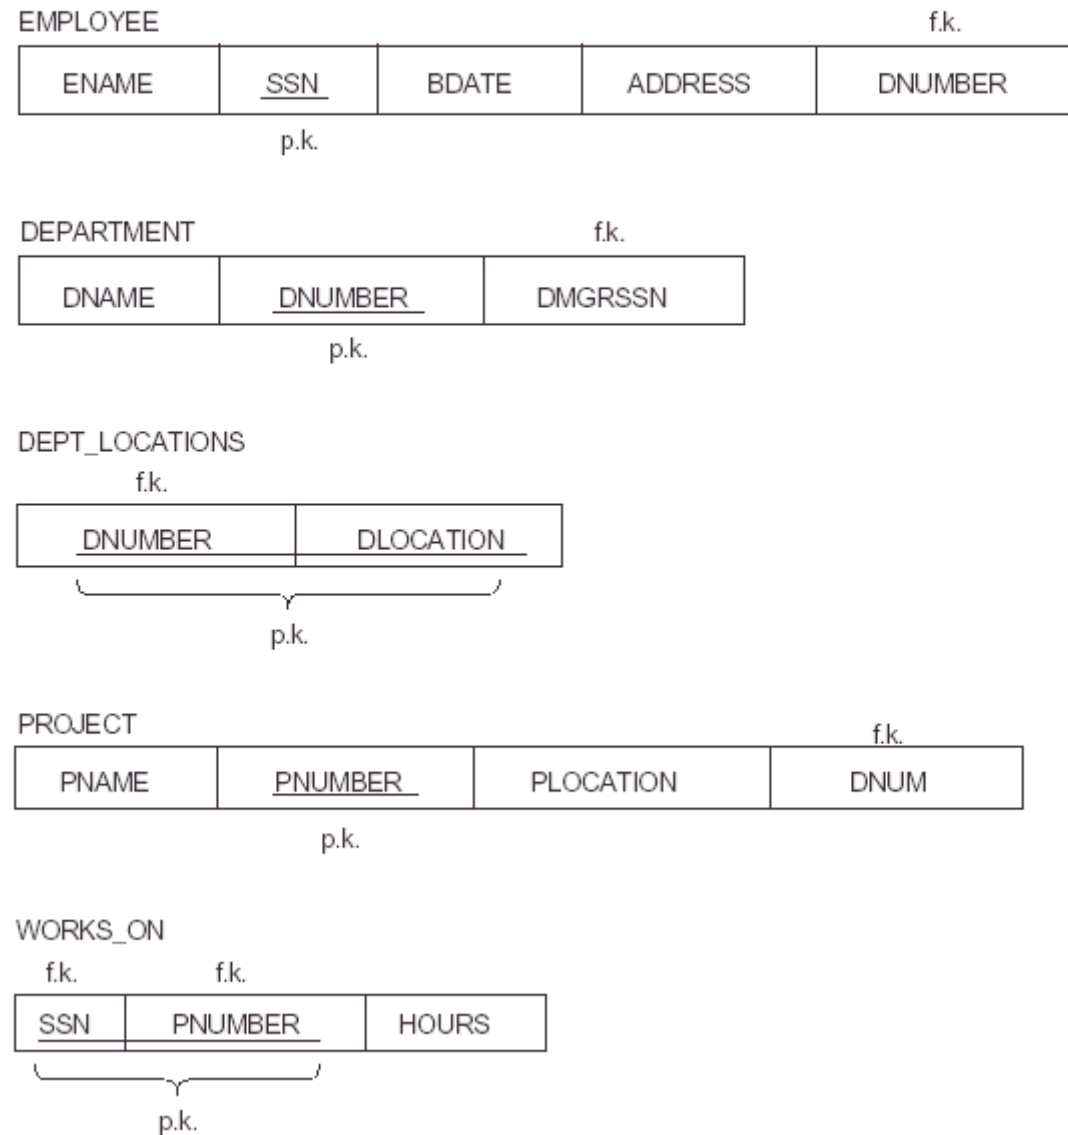 EMPLOYEE f.k.
ENAME SSN BDATE ADDRESS DNUMBER
p.k.
DEPARTMENT f.k.
DNAME DNUMBER DMGRSSN
p.k.
DEPT_LOCATIONS
f.k.
DNUMBER DLOCATION
p.k.
PROJECT f.k.
PNAME PNUMBER PLOCATION DNUM
p.k.
WORKS_ON
f.k. f.k.
SSN PNUMBER HOURS
p.k.